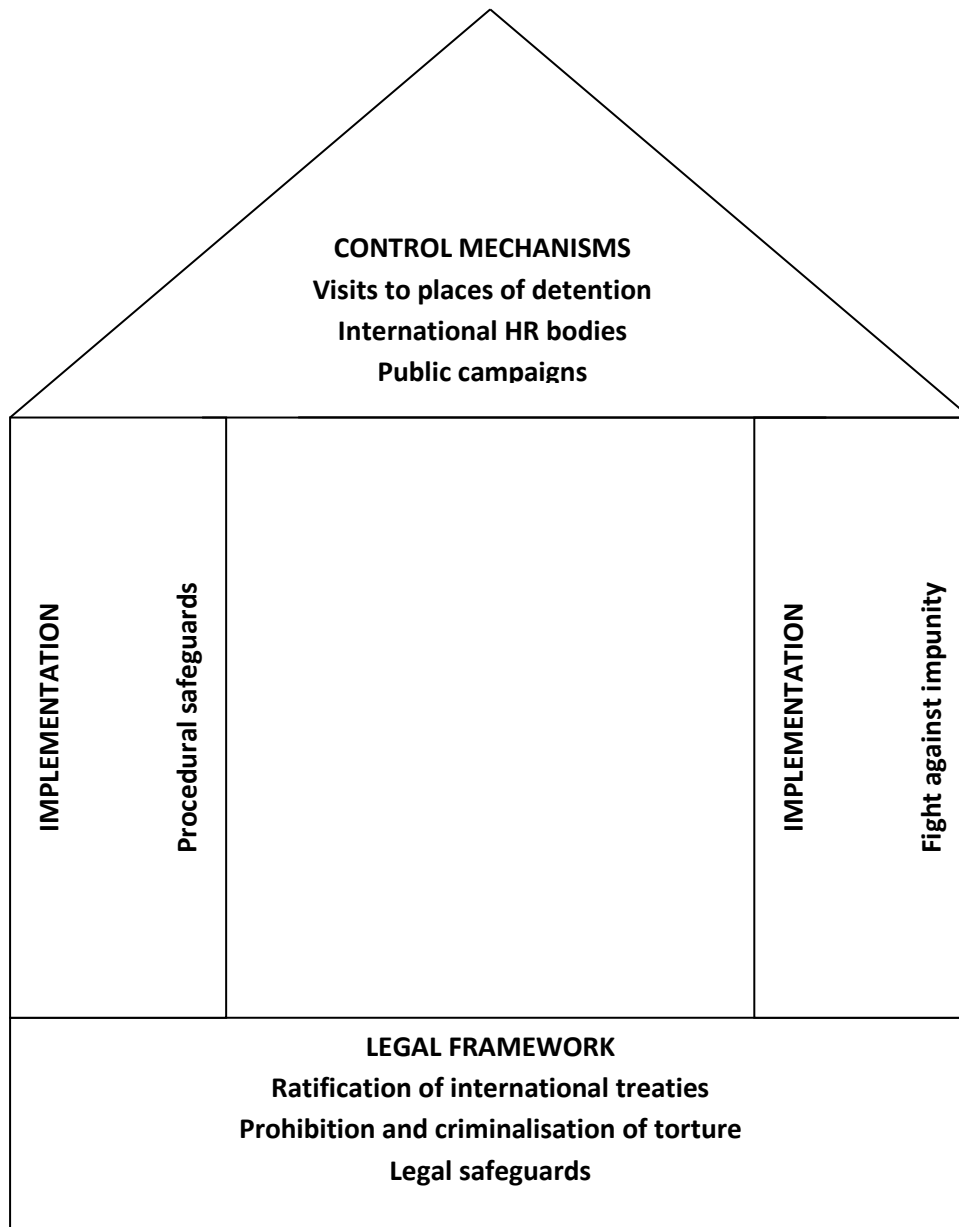 CONTROL MECHANISMS
Visits to places of detention
International HR bodies
Public campaigns
IMPLEMENTATION
Procedural safeguards
IMPLEMENTATION
Fight against impunity
LEGAL FRAMEWORK
Ratification of international treaties
Prohibition and criminalisation of torture
Legal safeguards